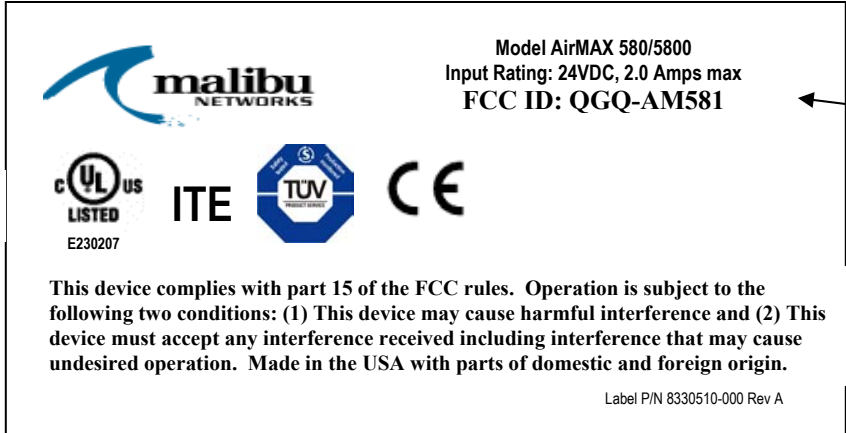 malibu
NETWORKS
Model AirMAX 580/5800
Input Rating: 24VDC, 2.0 Amps max
FCC ID: QGQ-AM581
C UL US
LISTED
E230207
ITE
TÜV
PRODUCT SERVICE
CE
This device complies with part 15 of the FCC rules. Operation is subject to the
following two conditions: (1) This device may cause harmful interference and (2) This
device must accept any interference received including interference that may cause
undesired operation. Made in the USA with parts of domestic and foreign origin.
Label P/N 8330510-000 Rev A